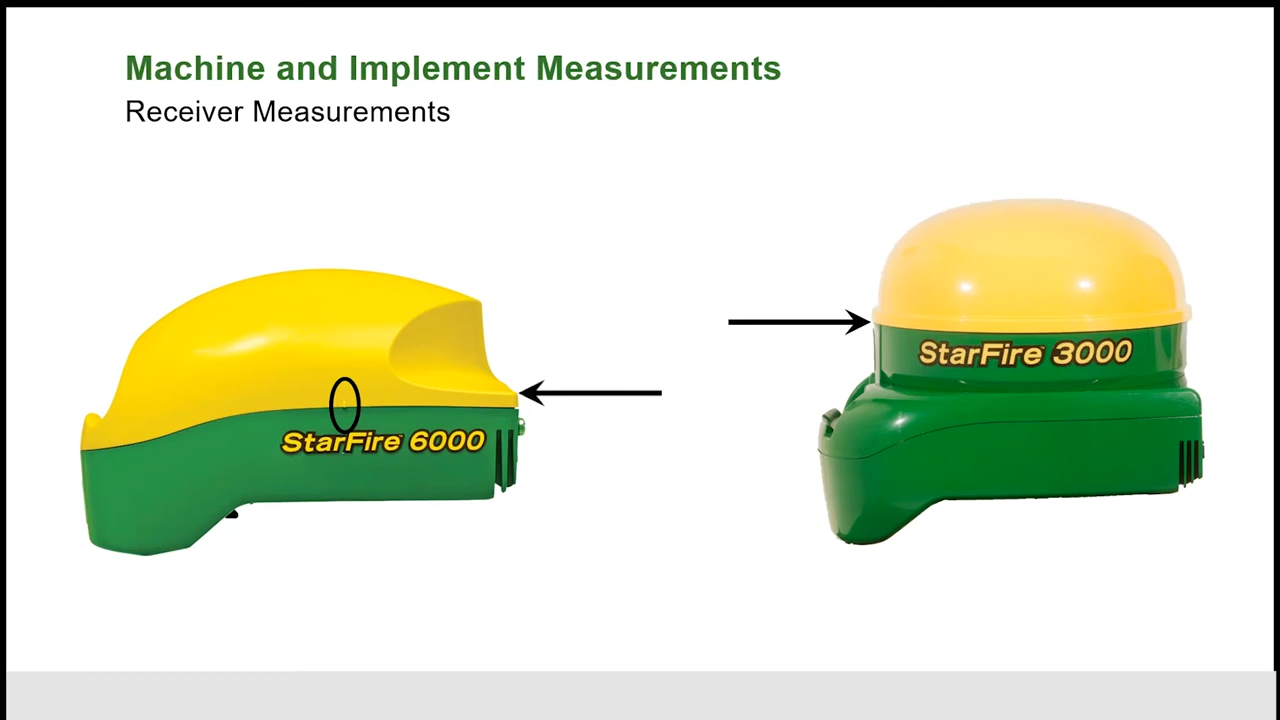 Machine and Implement Measurements
Receiver Measurements
StarFire 6000
StarFire 3000